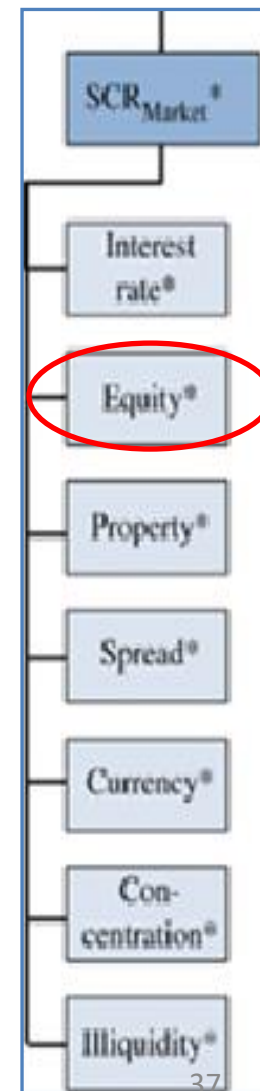 SCRMarket*
Interest
rate*
Equity*
Property*
Spread*
Currency*
Con-
centration*
Illiquidity*
37